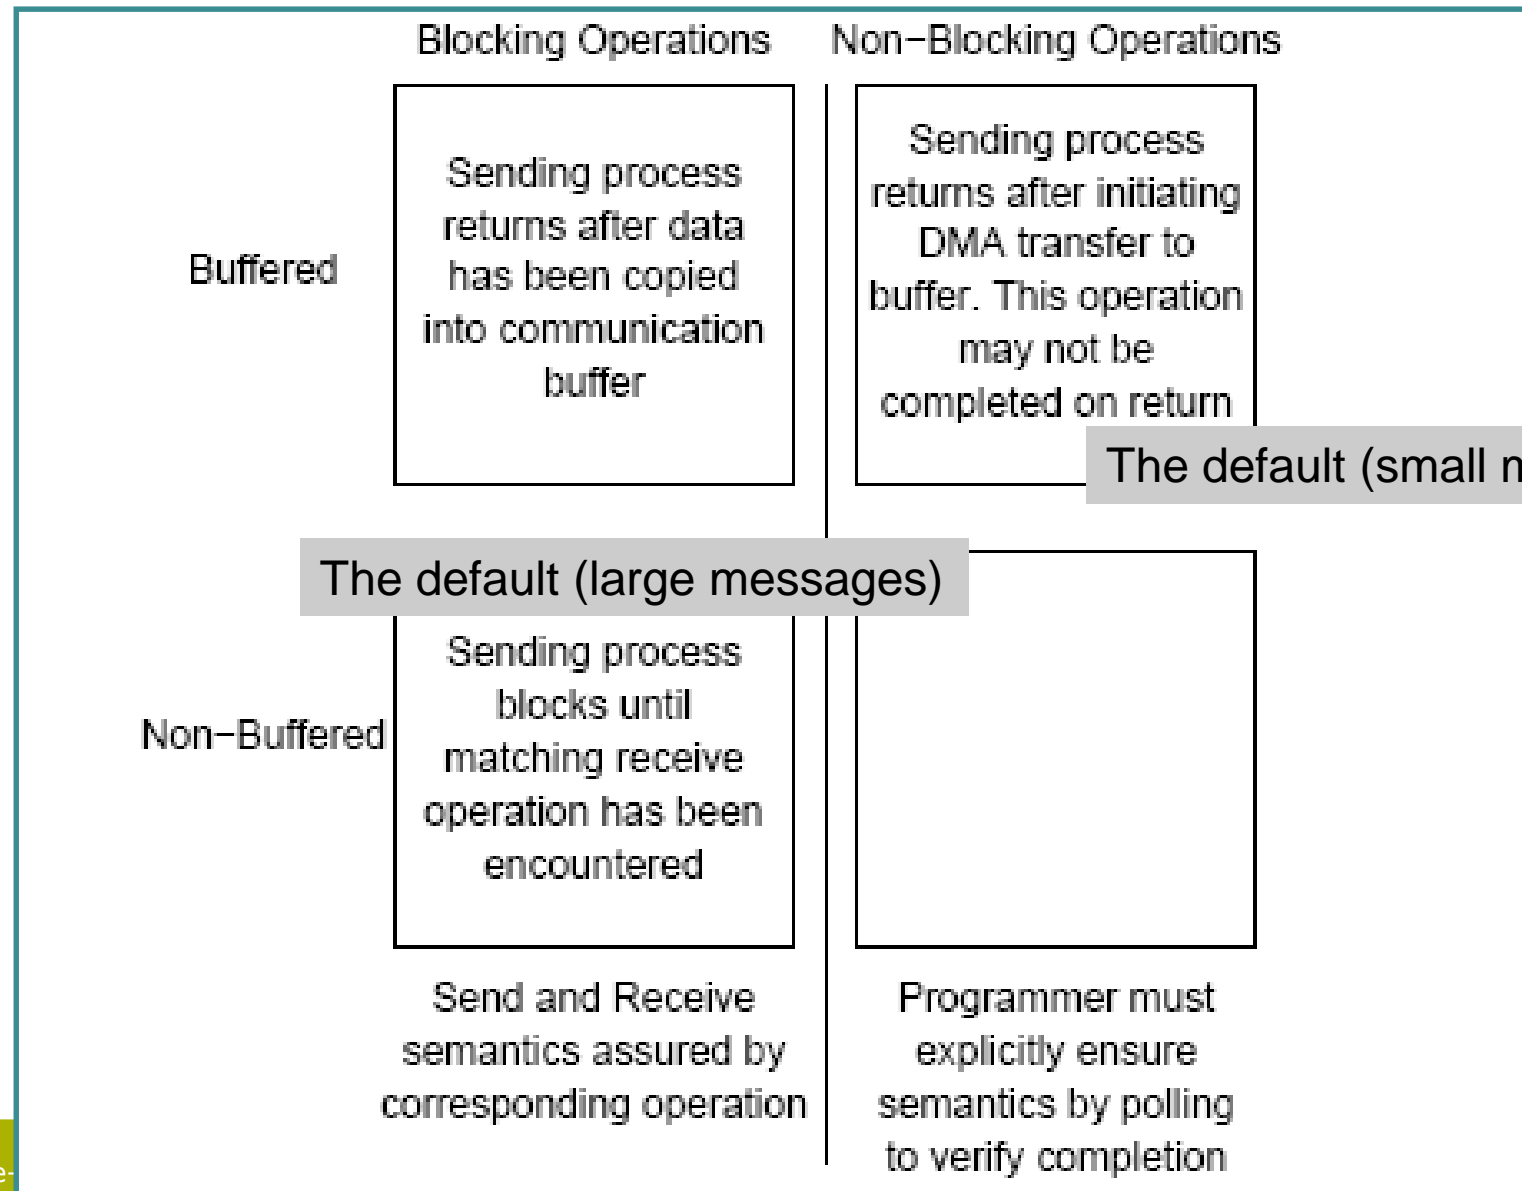 Blocking Operations
Non-Blocking Operations
Buffered
Sending process
returns after data
has been copied
into communication
buffer
Sending process
returns after initiating
DMA transfer to
buffer. This operation
may not be
completed on return
The default (small
The default (large messages)
Non-Buffered
Sending process
blocks until
matching receive
operation has been
encountered
Send and Receive
semantics assured by
corresponding operation
Programmer must
explicitly ensure
semantics by polling
to verify completion